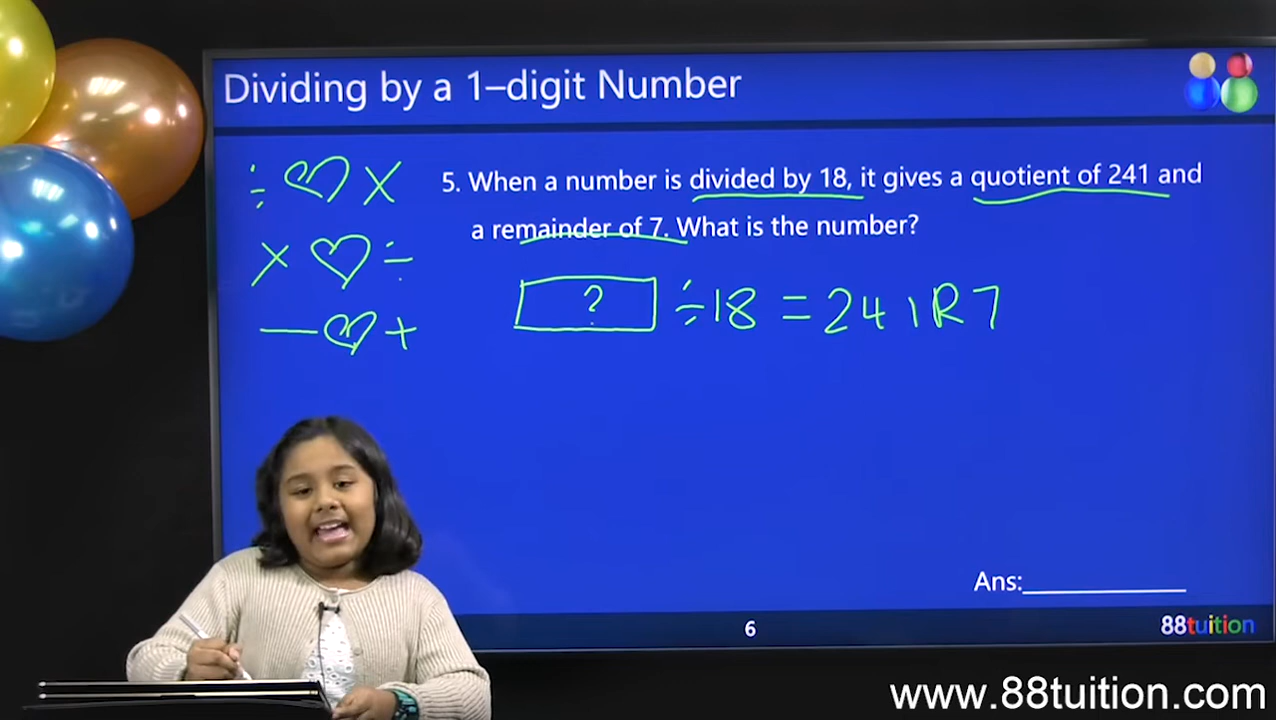 Dividing by a 1–digit Number
÷ ♡ ×
× ♡ ÷
− ♡ +
5. When a number is divided by 18, it gives a quotient of 241 and
a remainder of 7. What is the number?
? ÷ 18 = 241 R 7
Ans:__________
6
88tuition
www.88tuition.com